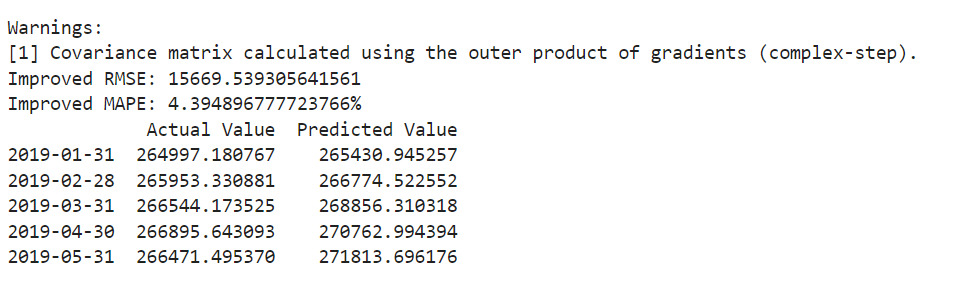 Warnings:
[1] Covariance matrix calculated using the outer product of gradients (complex-step).
Improved RMSE: 15669.539305641561
Improved MAPE: 4.394896777723766%
Actual Value Predicted Value
2019-01-31 264997.180767 265430.945257
2019-02-28 265953.330881 266774.522552
2019-03-31 266544.173525 268856.310318
2019-04-30 266895.643093 270762.994394
2019-05-31 266471.495370 271813.696176